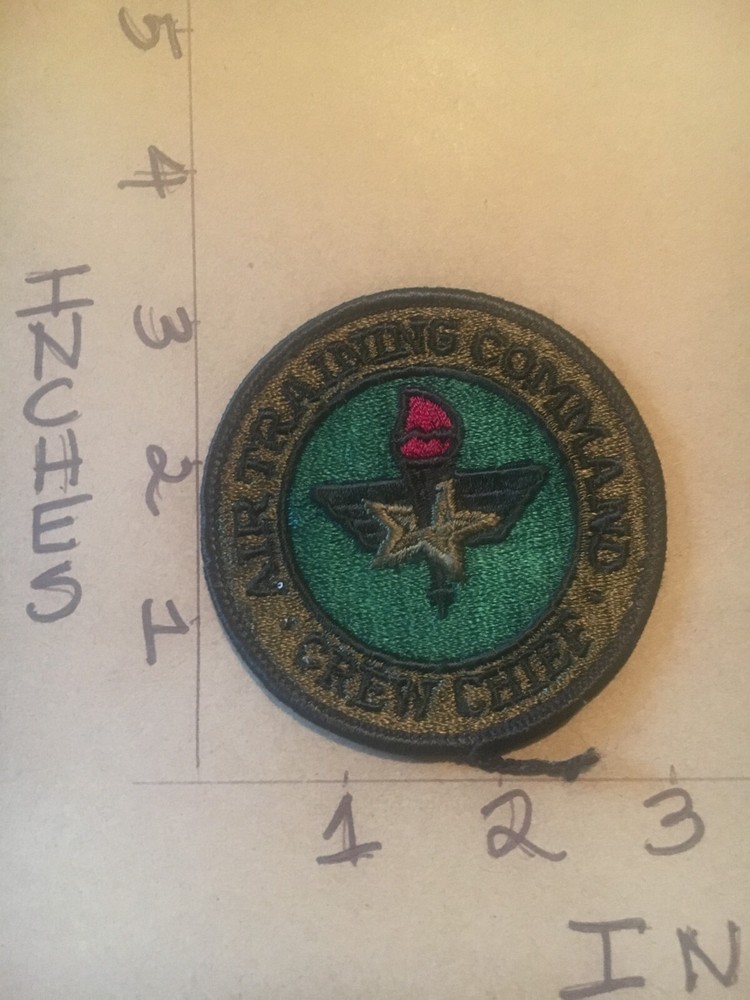 5
4
3
2
1
INCHES
AIR TRAINING COMMAND
• CREW CHIEF •
1 2 3
IN